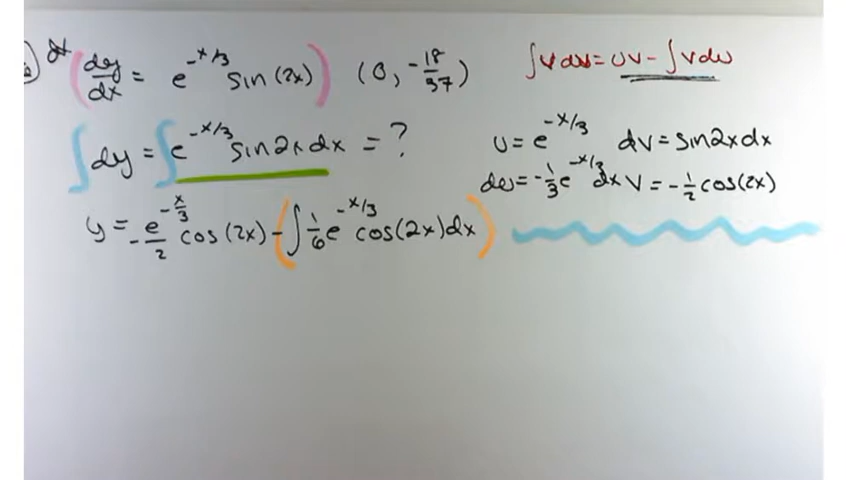 dy/dx = e^(-x/3) sin(2x) (0, -18/37) ∫v dv = uv - ∫v du
∫dy = ∫e^(-x/3) sin2x dx = ? u = e^(-x/3) dv = sin2x dx
du = -1/3 e^(-x/3) dx v = -1/2 cos(2x)
y = -e^(-x/3)/2 cos(2x) - ∫ 1/6 e^(-x/3) cos(2x) dx